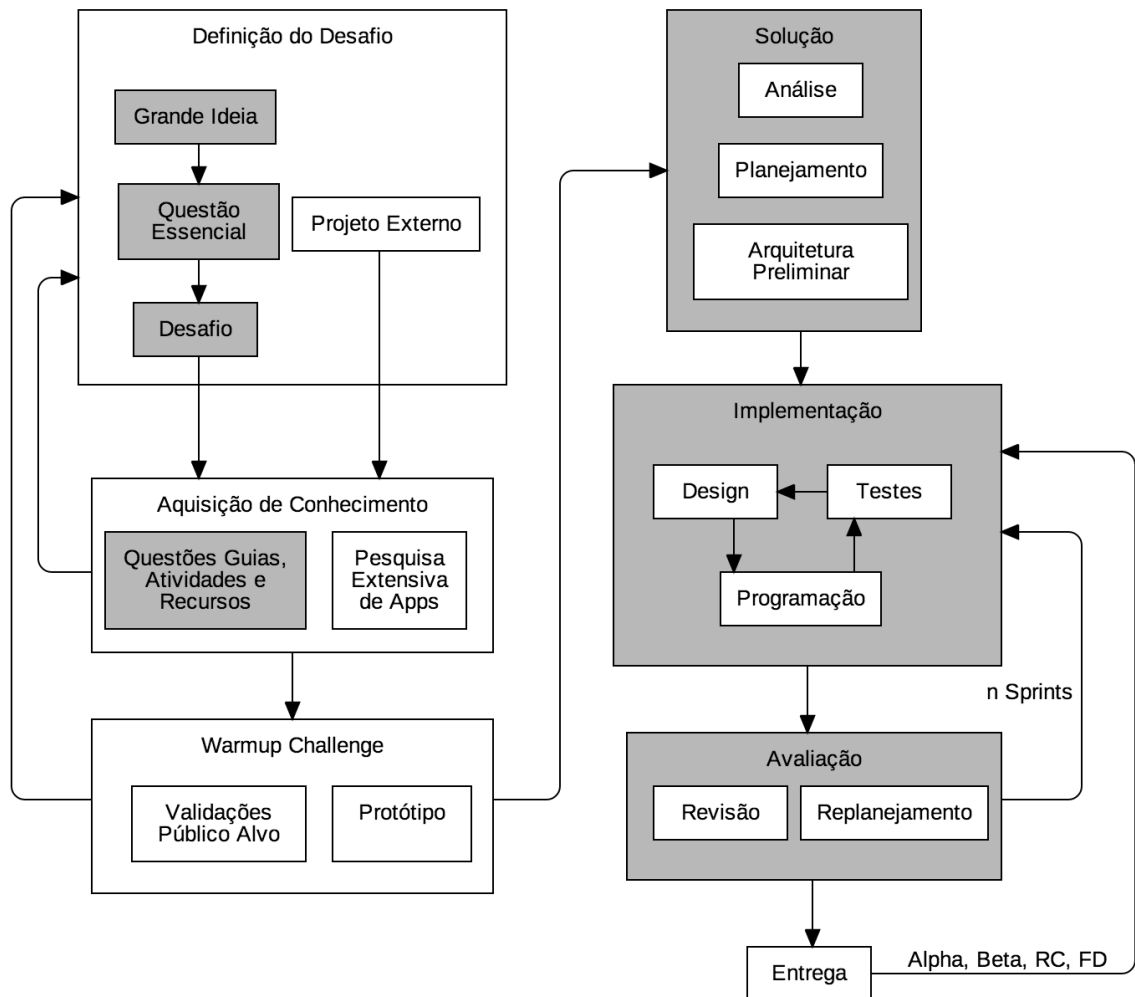 Definição do Desafio
Grande Ideia
Questão
Essencial
Projeto Externo
Desafio
Aquisição de Conhecimento
Questões Guias,
Atividades e
Recursos
Pesquisa
Extensiva
de Apps
Warmup Challenge
Validações
Público Alvo
Protótipo
Solução
Análise
Planejamento
Arquitetura
Preliminar
Implementação
Design
Testes
Programação
n Sprints
Avaliação
Revisão
Replanejamento
Entrega
Alpha, Beta, RC, FD